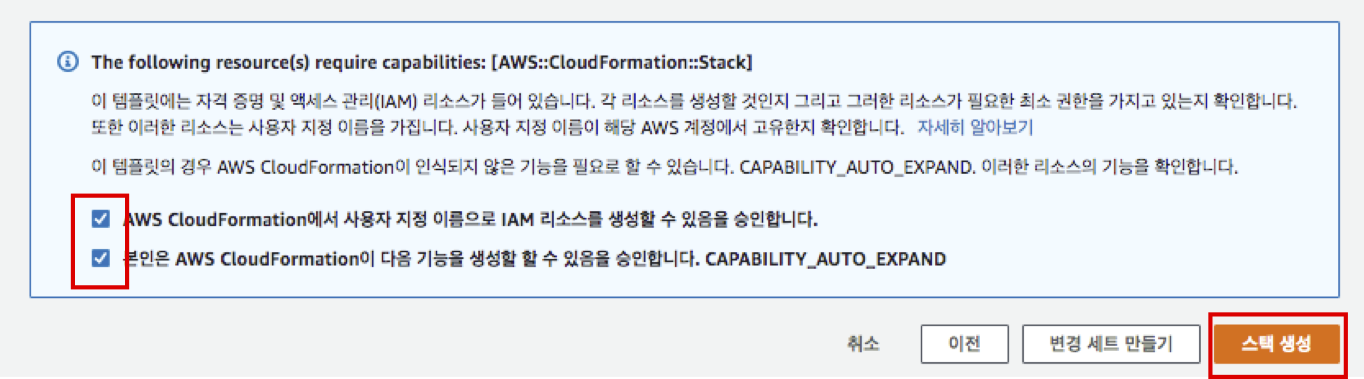 The following resource(s) require capabilities: [AWS::CloudFormation::Stack]
이 템플릿에는 자격 증명 및 액세스 관리(IAM) 리소스가 들어 있습니다. 각 리소스를 생성할 것인지 그리고 그러한 리소스가 필요한 최소 권한을 가지고 있는지 확인합니다.
또한 이러한 리소스는 사용자 지정 이름을 가집니다. 사용자 지정 이름이 해당 AWS 계정에서 고유한지 확인합니다. 자세히 알아보기
이 템플릿의 경우 AWS CloudFormation이 인식되지 않은 기능을 필요로 할 수 있습니다. CAPABILITY_AUTO_EXPAND. 이러한 리소스의 기능을 확인합니다.
AWS CloudFormation에서 사용자 지정 이름으로 IAM 리소스를 생성할 수 있음을 승인합니다.
본인은 AWS CloudFormation이 다음 기능을 생성할 할 수 있음을 승인합니다. CAPABILITY_AUTO_EXPAND
취소 이전 변경 세트 만들기 스택 생성